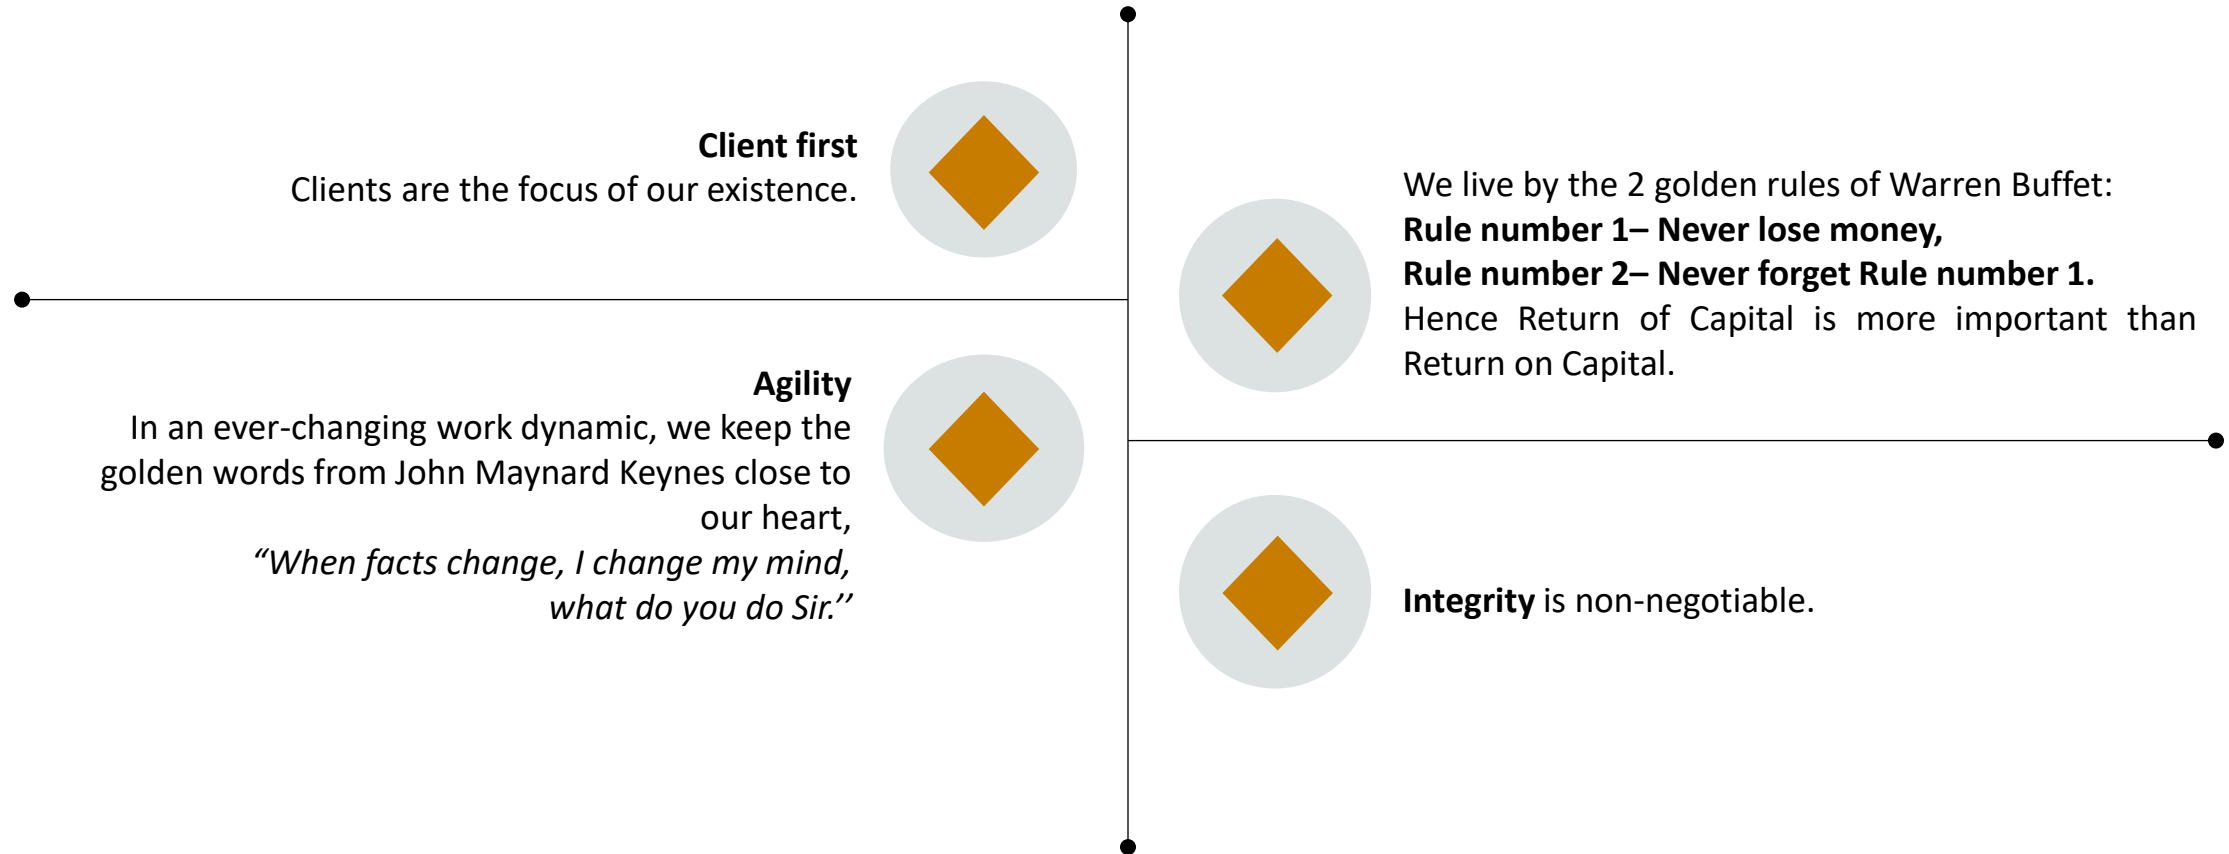 Client first
Clients are the focus of our existence.
We live by the 2 golden rules of Warren Buffet:
Rule number 1– Never lose money,
Rule number 2– Never forget Rule number 1.
Hence Return of Capital is more important than
Return on Capital.
Agility
In an ever-changing work dynamic, we keep the
golden words from John Maynard Keynes close to
our heart,
“When facts change, I change my mind,
what do you do Sir.’’
Integrity is non-negotiable.